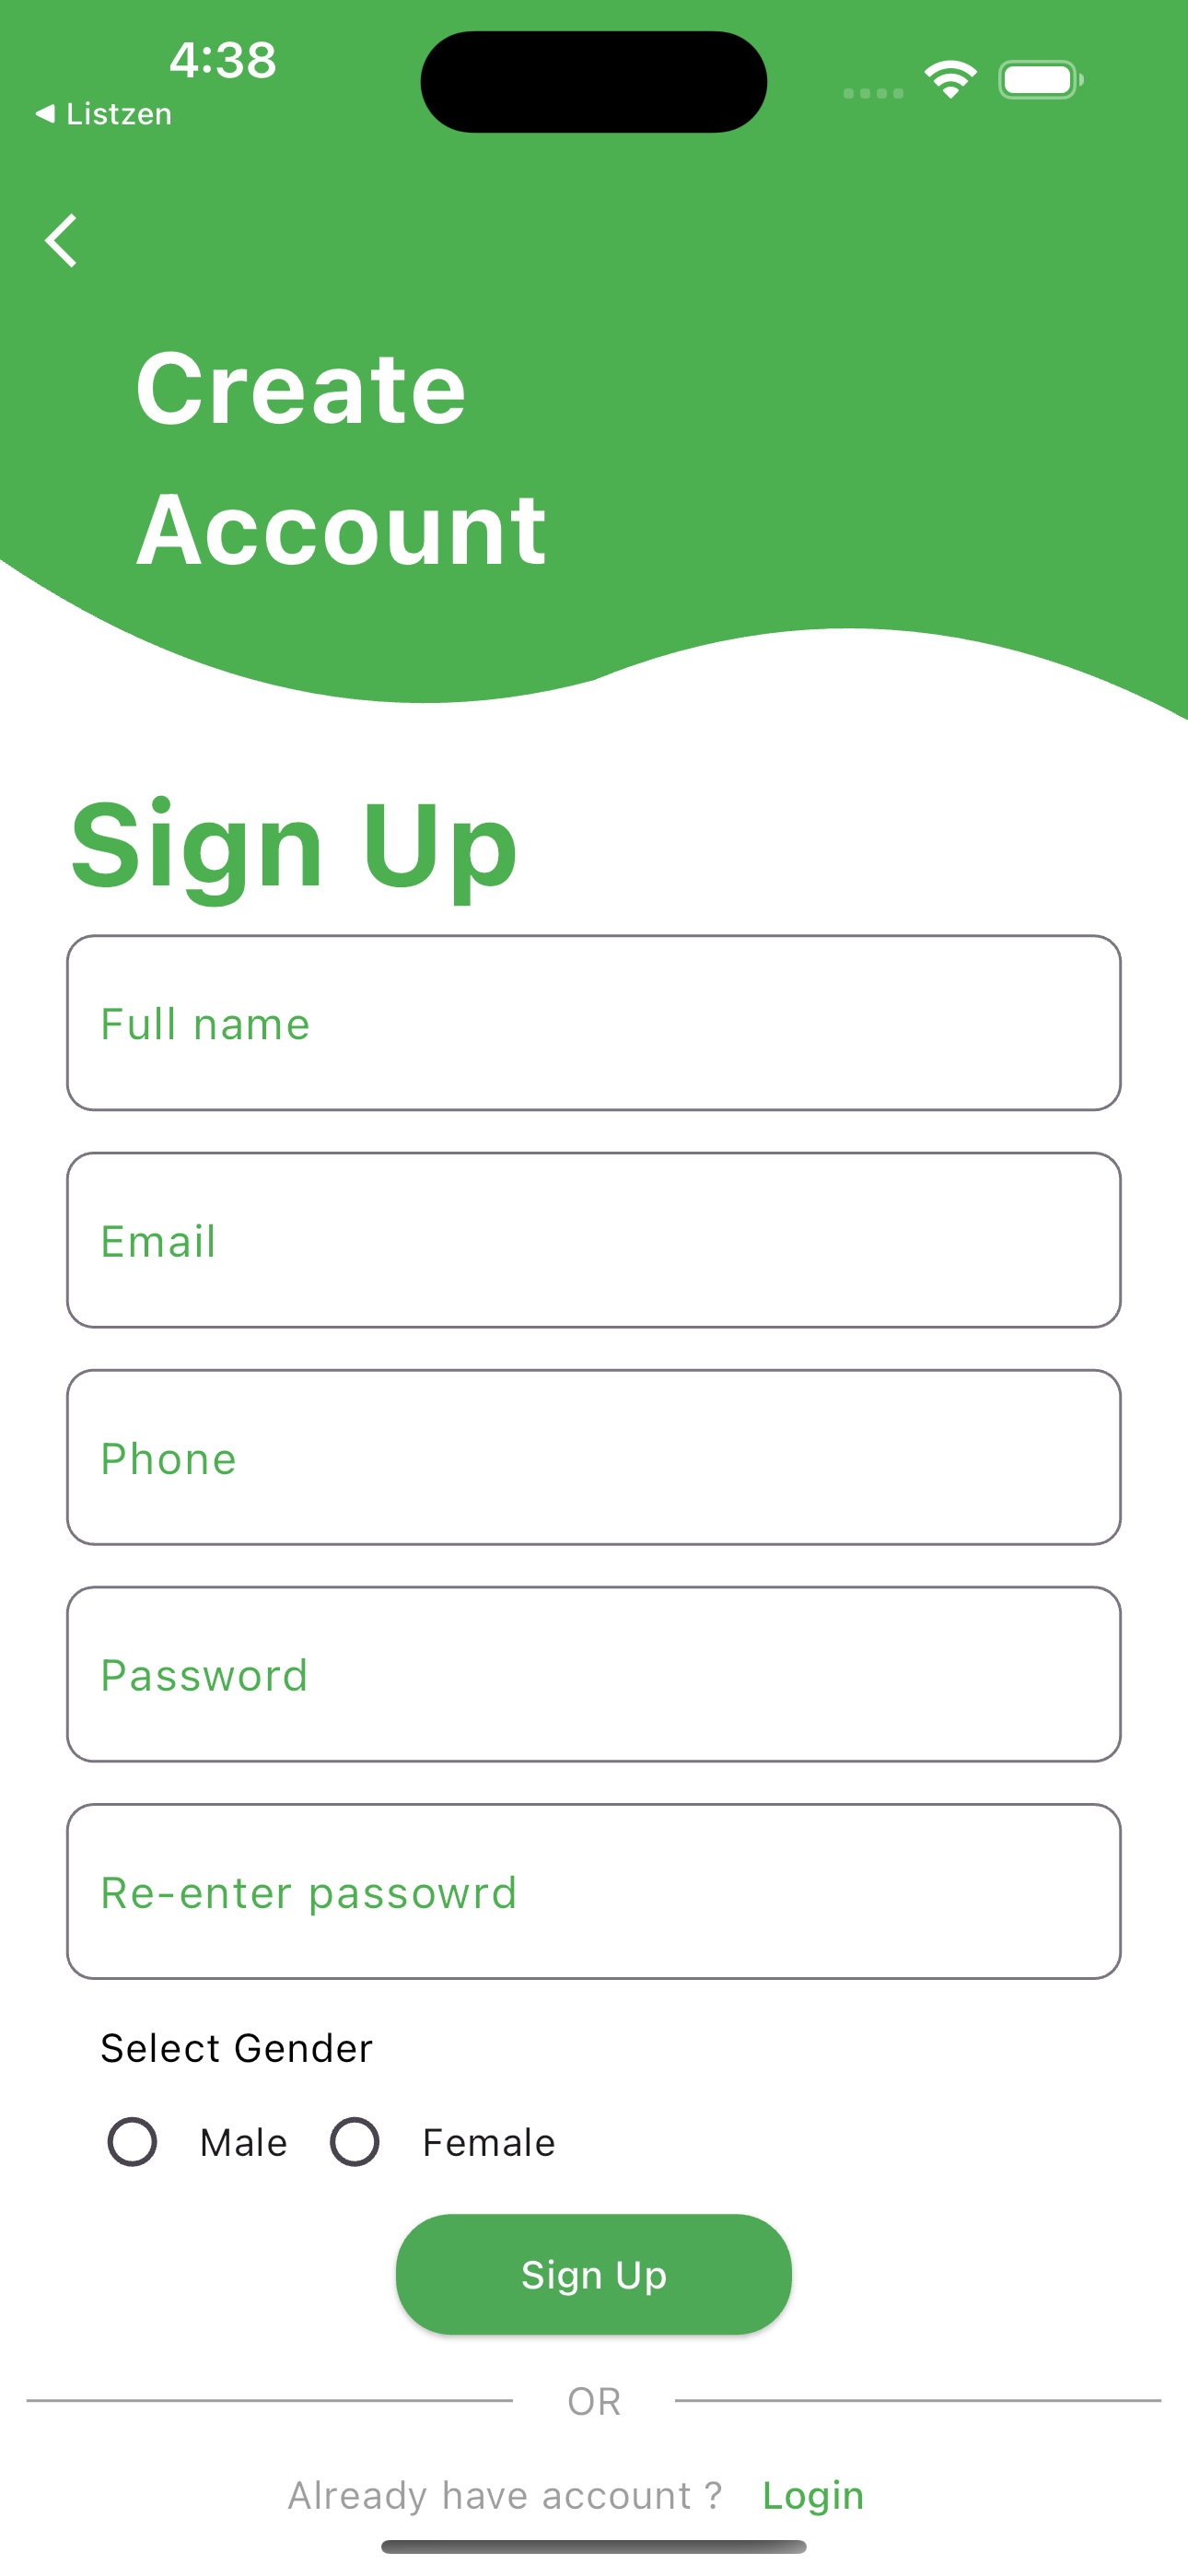 4:38
Listzen
Create
Account
Sign Up
Full name
Email
Phone
Password
Re-enter passowrd
Select Gender
Male Female
Sign Up
OR
Already have account ? Login